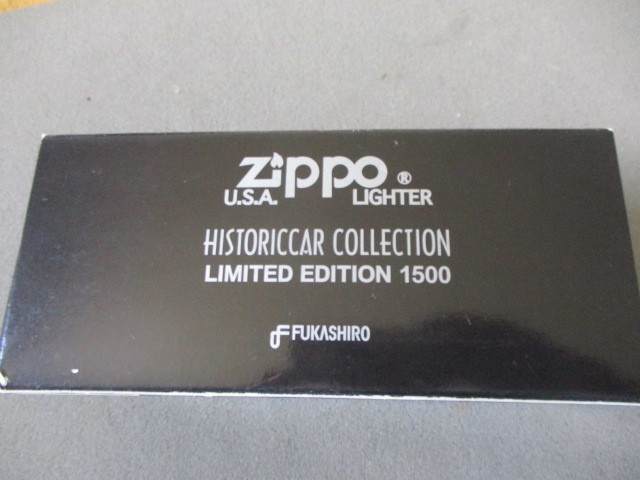 Zippo®
U.S.A. LIGHTER
HISTORICCAR COLLECTION
LIMITED EDITION 1500
FUKASHIRO